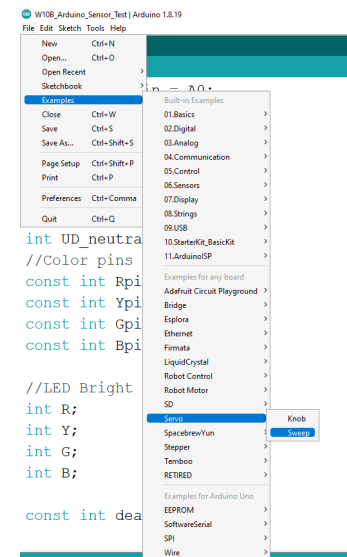 W10B_Arduino_Sensor_Test | Arduino 1.8.19
File Edit Sketch Tools Help
New Ctrl+N
Open... Ctrl+O
Open Recent
Sketchbook
Examples
Close Ctrl+W
Save Ctrl+S
Save As... Ctrl+Shift+S
Page Setup Ctrl+Shift+P
Print Ctrl+P
Preferences Ctrl+Comma
Quit Ctrl+Q
= A0;
Built-in Examples
01.Basics
02.Digital
03.Analog
04.Communication
05.Control
06.Sensors
07.Display
08.Strings
09.USB
10.StarterKit_BasicKit
11.ArduinoISP
Examples for any board
Adafruit Circuit Playground
Bridge
Esplora
Ethernet
Firmata
LiquidCrystal
Robot Control
Robot Motor
SD
Servo
SpacebrewYun
Stepper
Temboo
RETIRED
Examples for Arduino Uno
EEPROM
SoftwareSerial
SPI
Wire
Knob
Sweep
int UD_neutra
//Color pins
const int Rpi
const int Ypi
const int Gpi
const int Bpi
//LED Bright
int R;
int Y;
int G;
int B;
const int dea